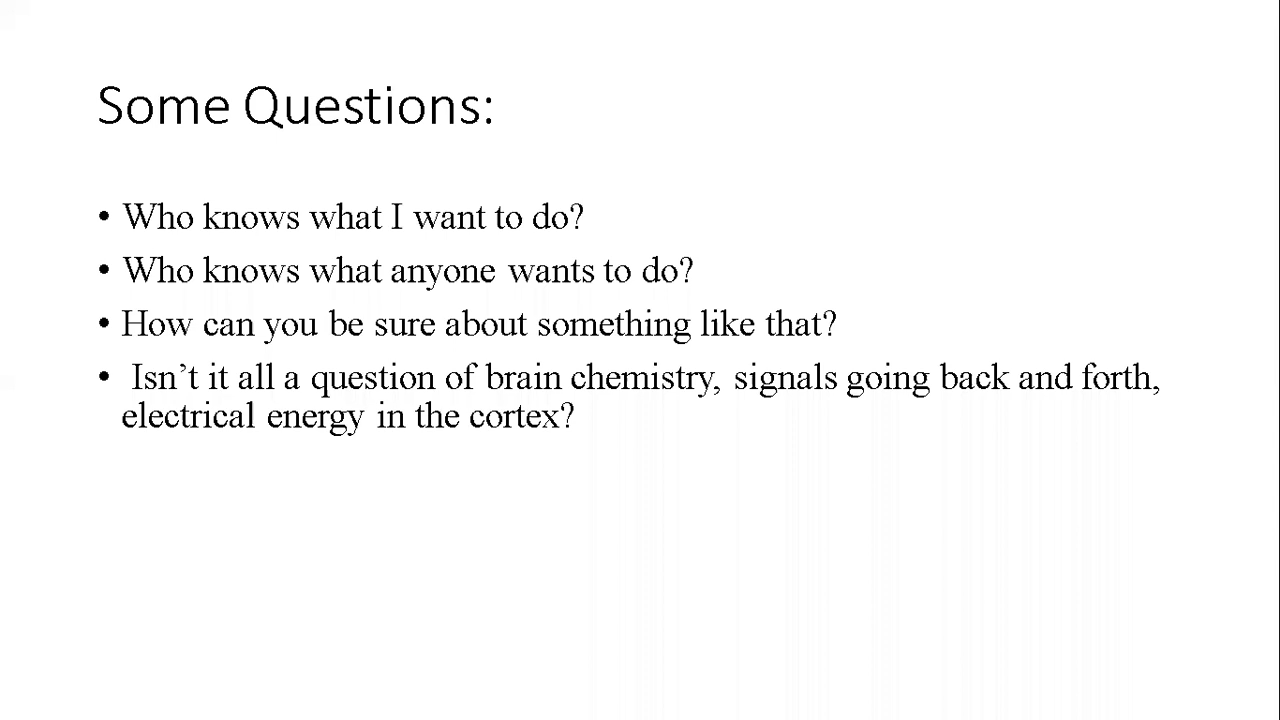 Some Questions:
• Who knows what I want to do?
• Who knows what anyone wants to do?
• How can you be sure about something like that?
• Isn’t it all a question of brain chemistry, signals going back and forth,
electrical energy in the cortex?